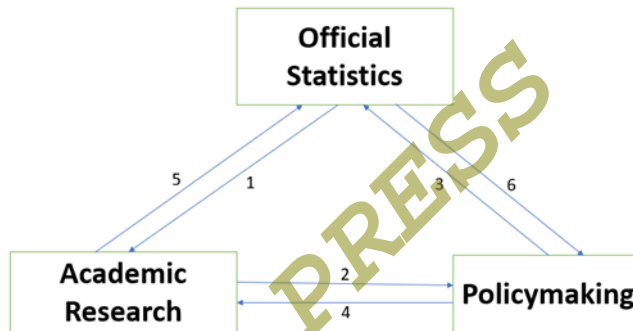 Official
Statistics
5
1
3
6
PRESS
Academic
Research
2
4
Policymaking